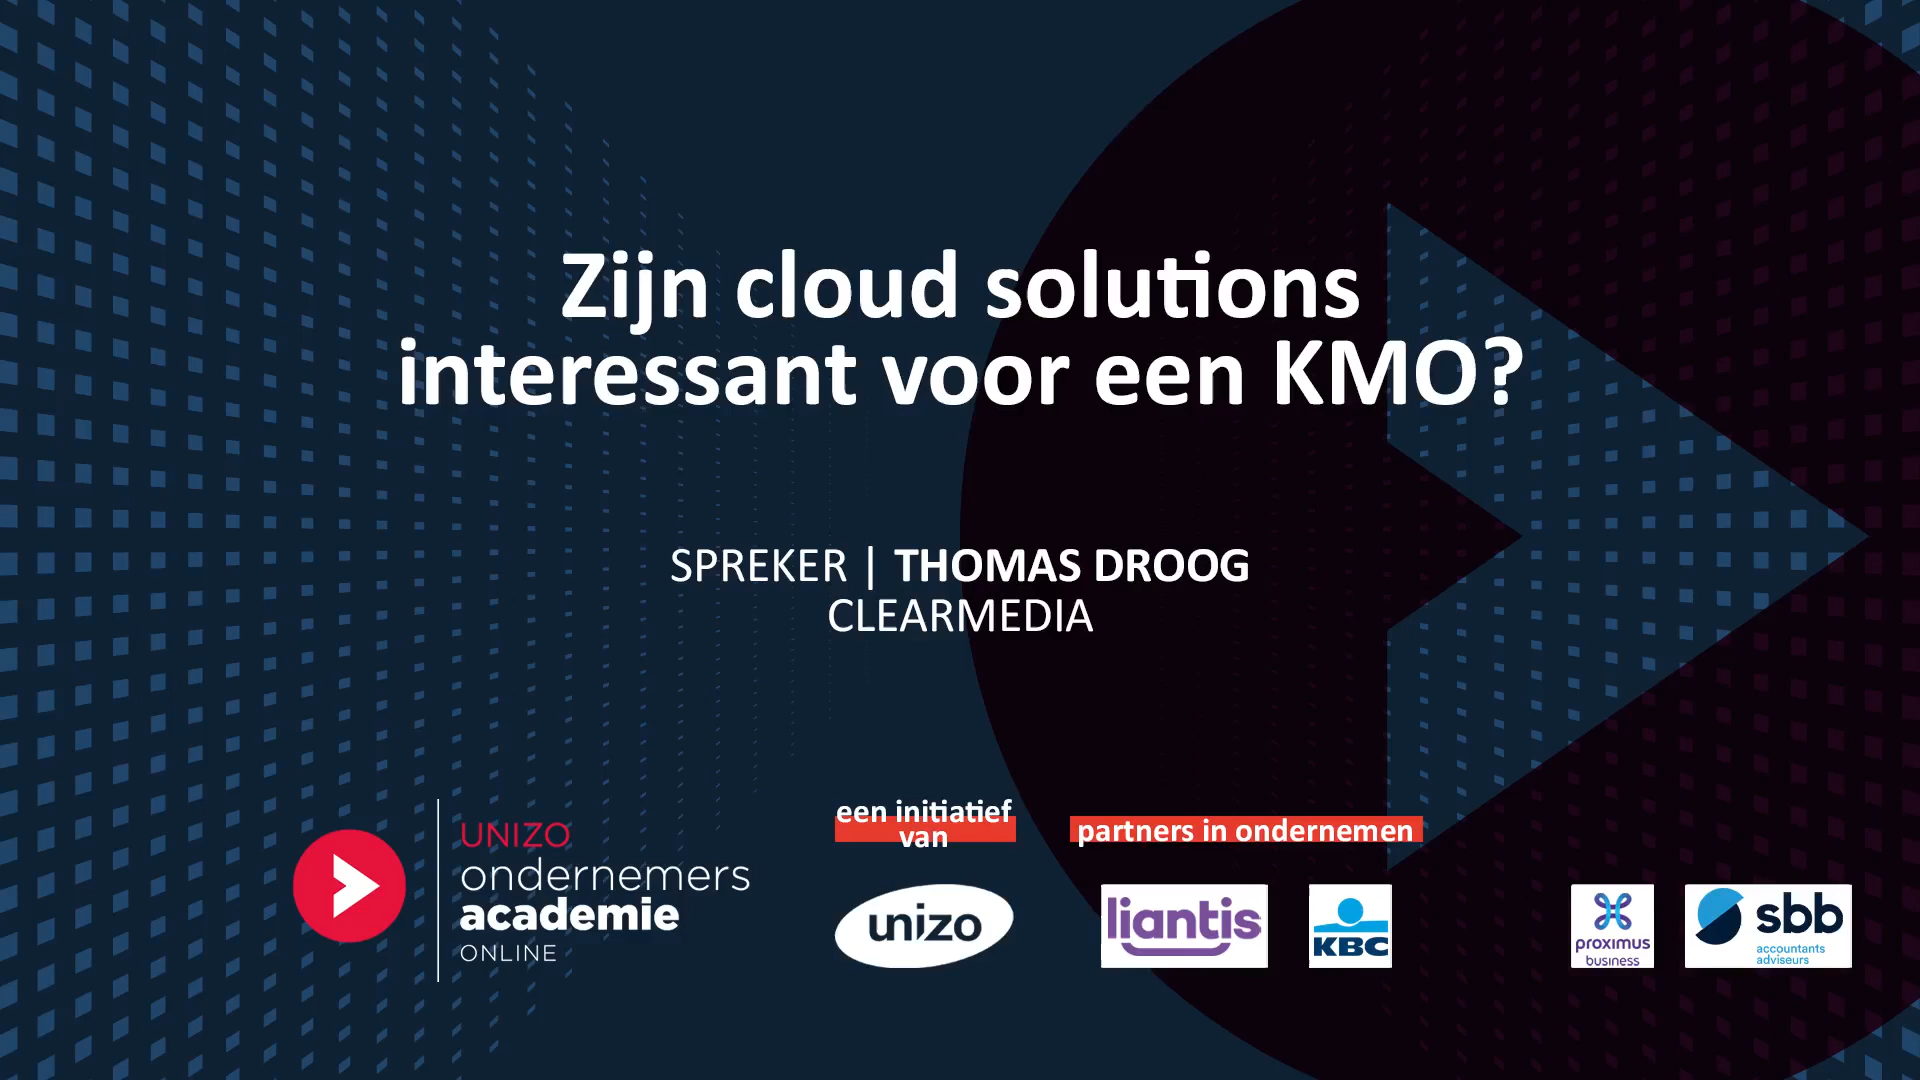 Zijn cloud solutions
interessant voor een KMO?
SPREKER | THOMAS DROOG
CLEARMEDIA
UNIZO
ondernemers
academie
ONLINE
een initiatief
van
unizo
partners in ondernemen
liantis
KBC
proximus
business
sbb
accountants
adviseurs